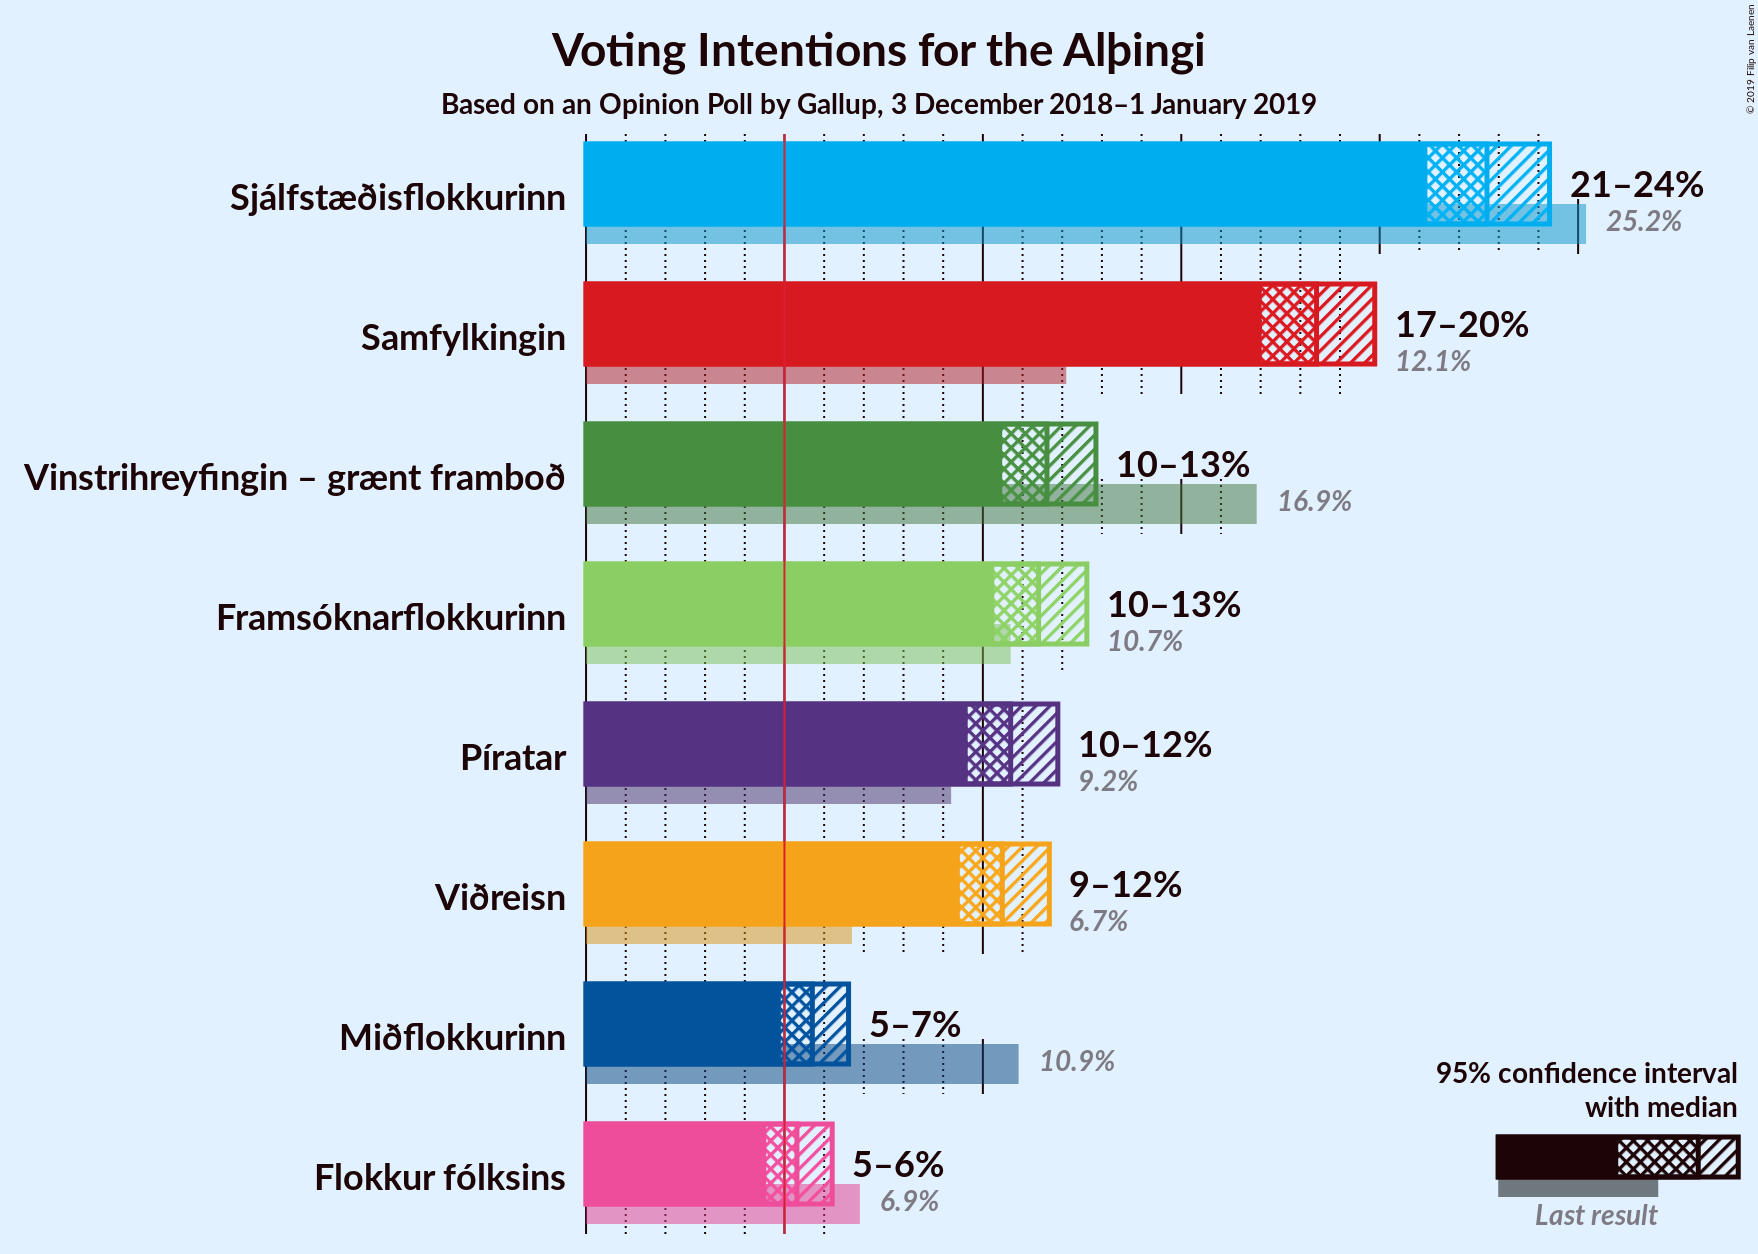 Voting Intentions for the Alþingi
Based on an Opinion Poll by Gallup, 3 December 2018–1 January 2019
© 2019 Filip van Laenen
Sjálfstæðisflokkurinn
21–24%
25.2%
Samfylkingin
17–20%
12.1%
Vinstrihreyfingin – grænt framboð
10–13%
16.9%
Framsóknarflokkurinn
10–13%
10.7%
Píratar
10–12%
9.2%
Viðreisn
9–12%
6.7%
Miðflokkurinn
5–7%
10.9%
Flokkur fólksins
5–6%
6.9%
95% confidence interval
with median
Last result